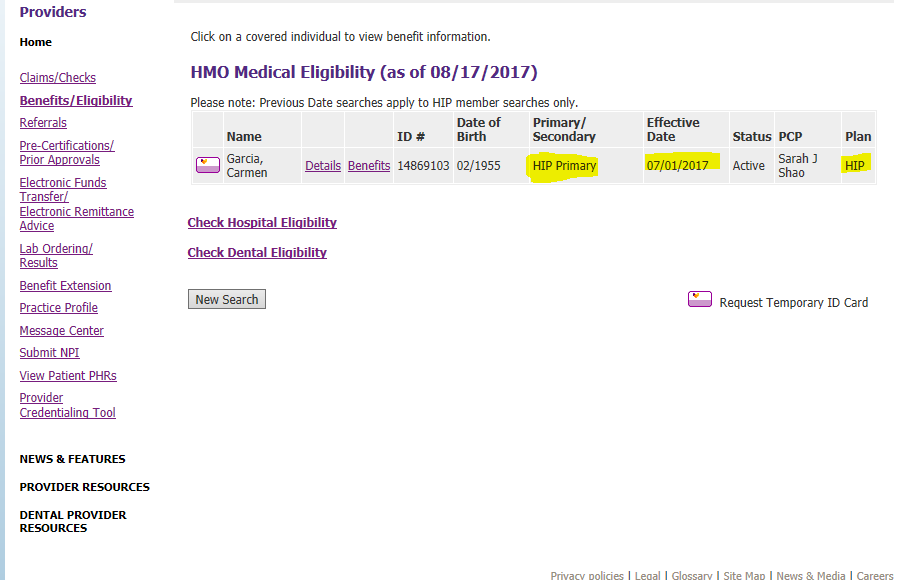 Providers
Home
Claims/Checks
Benefits/Eligibility
Referrals
Pre-Certifications/
Prior Approvals
Electronic Funds
Transfer/
Electronic Remittance
Advice
Lab Ordering/
Results
Benefit Extension
Practice Profile
Message Center
Submit NPI
View Patient PHRs
Provider
Credentialing Tool
NEWS & FEATURES
PROVIDER RESOURCES
DENTAL PROVIDER
RESOURCES
Click on a covered individual to view benefit information.
HMO Medical Eligibility (as of 08/17/2017)
Please note: Previous Date searches apply to HIP member searches only.
Name ID # Date of Birth Primary/ Secondary Effective Date Status PCP Plan
Garcia, Carmen Details Benefits 14869103 02/1955 HIP Primary 07/01/2017 Active Sarah J Shao HIP
Check Hospital Eligibility
Check Dental Eligibility
New Search Request Temporary ID Card
Privacy policies | Legal | Glossary | Site Map | News & Media | Careers